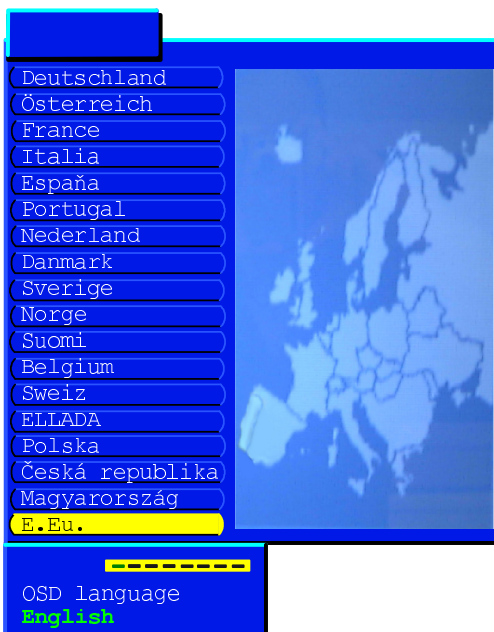 Deutschland
Österreich
France
Italia
Espaňa
Portugal
Nederland
Danmark
Sverige
Norge
Suomi
Belgium
Sweiz
ELLADA
Polska
Česká republika
Magyarország
E.Eu.
OSD language
English